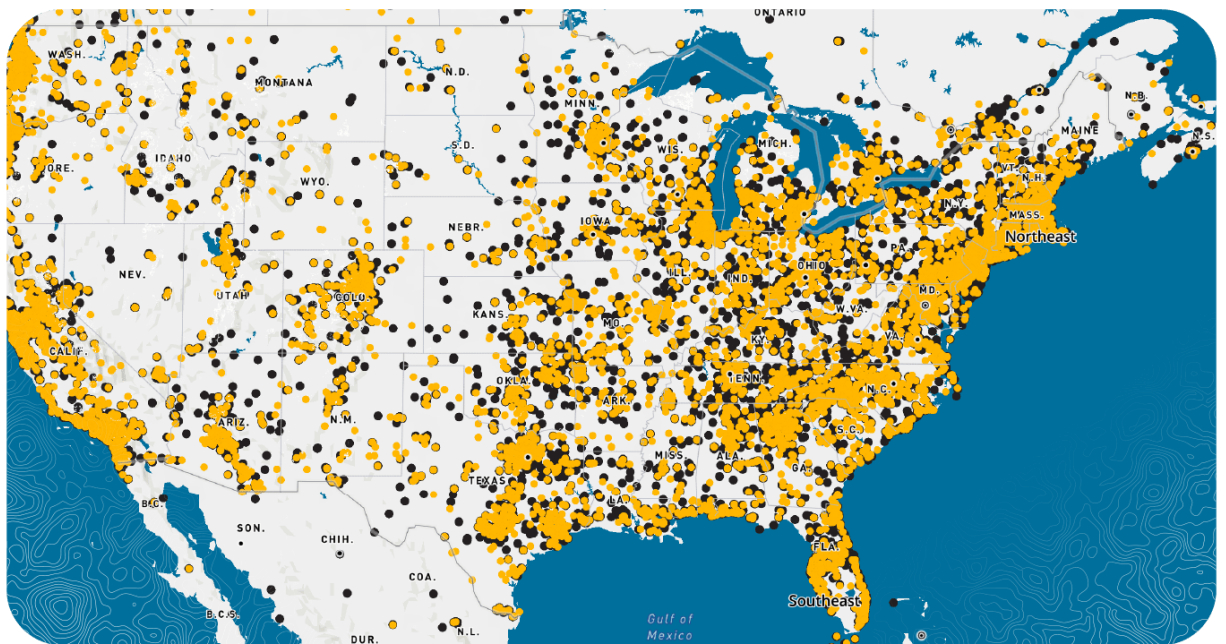 ONTARIO
WASH.
MONTANA
N.D.
MINN.
N.B.
N.S.
MAINE
ORE.
IDAHO
S.D.
WIS.
MICH.
VT.
N.H.
WYO.
N.Y.
MASS.
Northeast
NEBR.
IOWA
PA.
NEV.
UTAH
COLO.
ILL.
IND.
OHIO
MD.
KANS.
MO.
W.VA.
CALIF.
KY.
VA.
OKLA.
TENN.
N.C.
ARIZ.
N.M.
ARK.
S.C.
MISS.
ALA.
GA.
TEXAS
LA.
B.C.
SON.
CHIH.
FLA.
COA.
Southeast
B.C.S.
DUR.
N.L.
Gulf of
Mexico